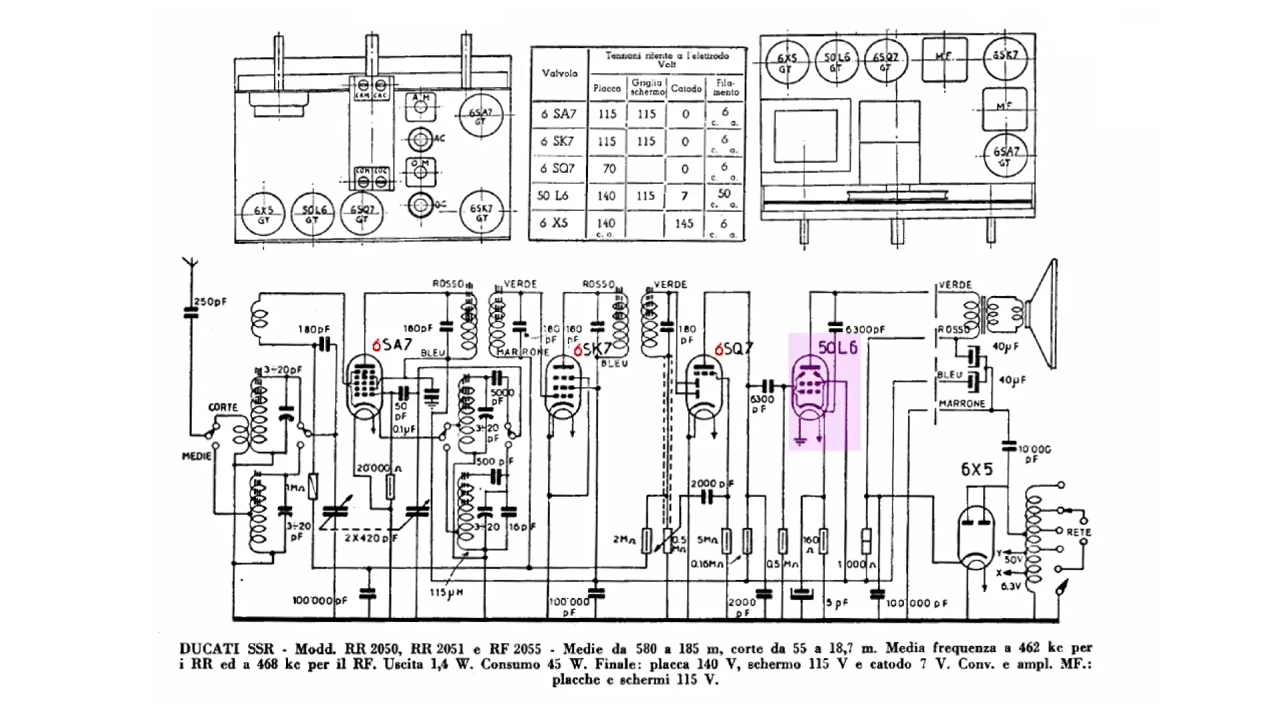 Valvola
Tensioni riferite a l'elettrodo
Volt
Placca
Griglia schermo
Catodo
Filamento
6 SA7 115 115 0 6 c. a.
6 SK7 115 115 0 6 c. a.
6 SQ7 70 0 6 c. a.
50 L6 140 115 7 50 c. a.
6 X5 140 c. a. 145 6 c. a.
CAM CAC
A M
6SA7 GT
AC
COM COC
O M
OC
6X5 GT
50L6 GT
6SQ7 GT
6SK7 GT
6X5 GT
50L6 GT
6SQ7 GT
M F
6SK7
M F
6SA7 GT
250pF
ROSSO
VERDE
ROSSO
VERDE
VERDE
180pF
6SA7
180pF
180 pF
180 pF
6SK7
180 pF
6SQ7
50L6
6300pF
ROSSO
40µF
BLEU
MARRONE
BLEU
BLEU
40µF
MARRONE
3÷20pF
CORTE
MEDIE
50 pF
0.1µF
5000 pF
3÷20 pF
6300 pF
10'000 pF
6X5
20'000 Ω
500 pF
2000 pF
1MΩ
3÷20 pF
2X420 pF
3÷20
16pF
2MΩ
0.5 MΩ
5MΩ
0.16MΩ
0.5 MΩ
160 Ω
1'000Ω
RETE
Y
50V
X
6.3V
100'000 pF
115µH
100'000 pF
2000 pF
5 pF
100'000 pF
DUCATI SSR - Modd. RR 2050, RR 2051 e RF 2055 - Medie da 580 a 185 m, corte da 55 a 18,7 m. Media frequenza a 462 kc per
i RR ed a 468 kc per il RF. Uscita 1,4 W. Consumo 45 W. Finale: placca 140 V, schermo 115 V e catodo 7 V. Conv. e ampl. MF.:
placche e schermi 115 V.